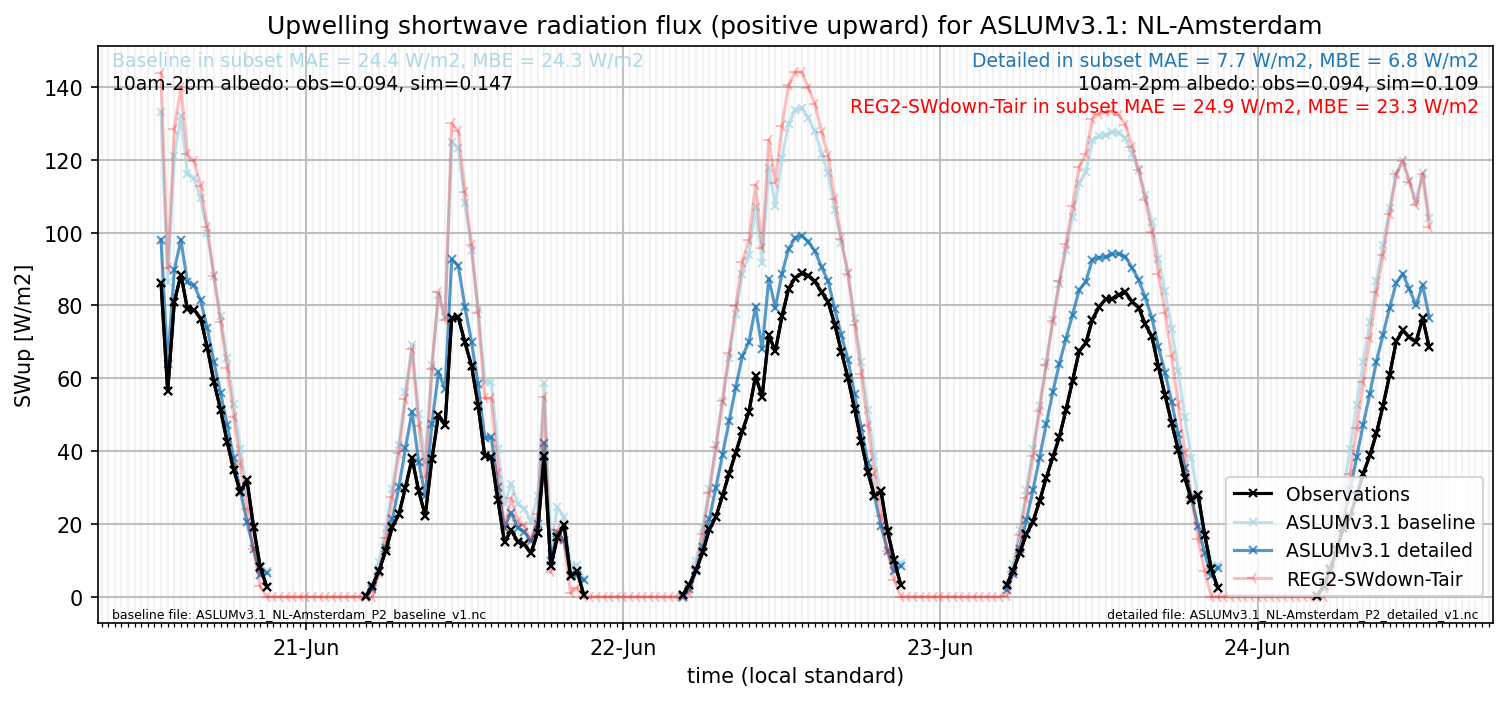 Upwelling shortwave radiation flux (positive upward) for ASLUMv3.1: NL-Amsterdam
Baseline in subset MAE = 24.4 W/m2, MBE = 24.3 W/m2
10am-2pm albedo: obs=0.094, sim=0.147
Detailed in subset MAE = 7.7 W/m2, MBE = 6.8 W/m2
10am-2pm albedo: obs=0.094, sim=0.109
REG2-SWdown-Tair in subset MAE = 24.9 W/m2, MBE = 23.3 W/m2
SWup [W/m2]
140
120
100
80
60
40
20
0
Observations
ASLUMv3.1 baseline
ASLUMv3.1 detailed
REG2-SWdown-Tair
baseline file: ASLUMv3.1_NL-Amsterdam_P2_baseline_v1.nc
detailed file: ASLUMv3.1_NL-Amsterdam_P2_detailed_v1.nc
21-Jun
22-Jun
23-Jun
24-Jun
time (local standard)